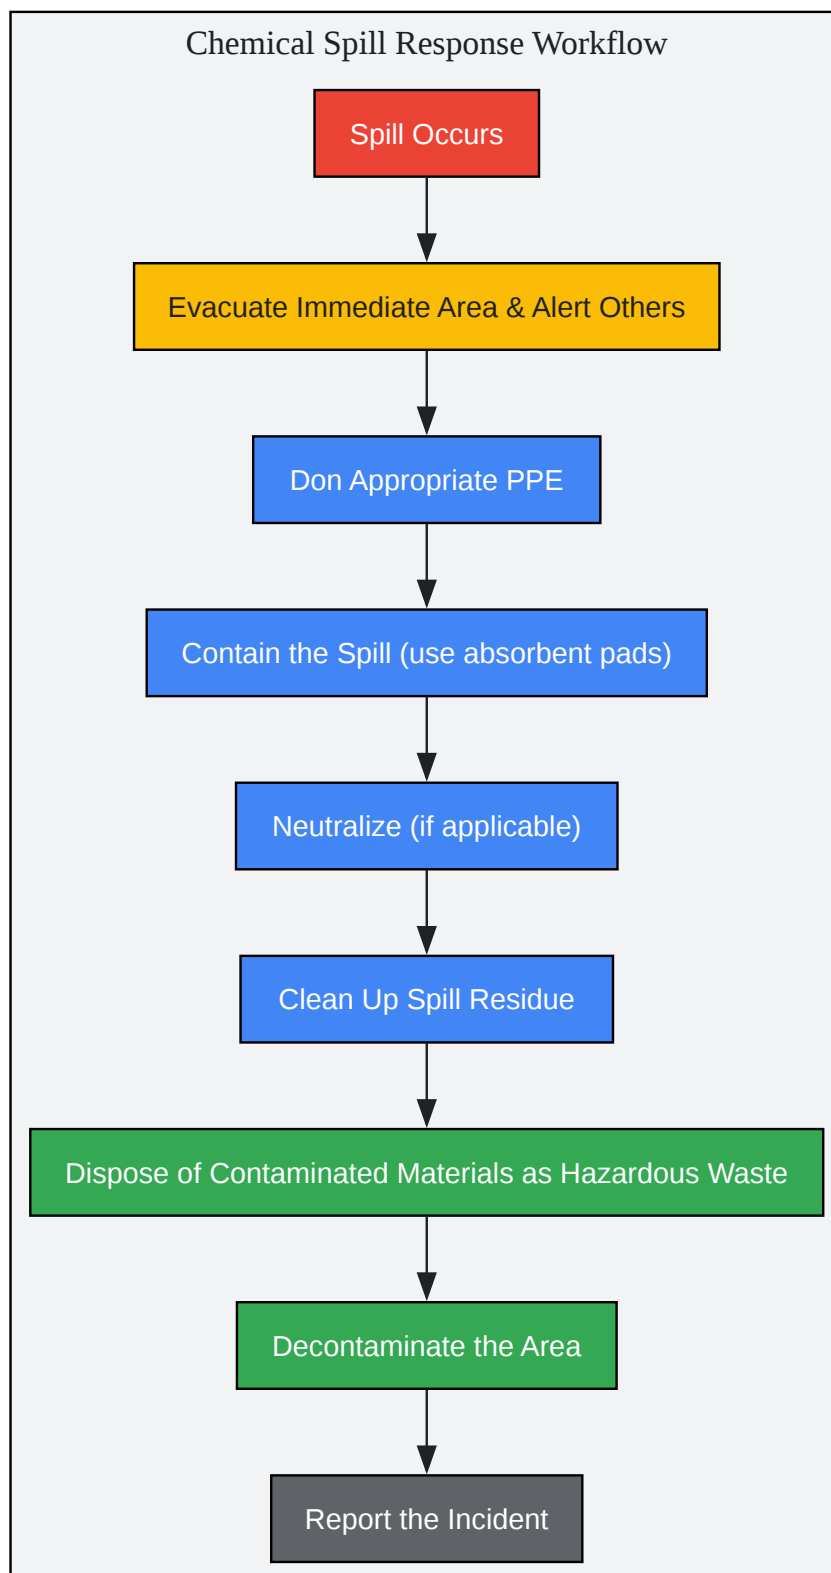 Chemical Spill Response Workflow
Spill Occurs
Evacuate Immediate Area & Alert Others
Don Appropriate PPE
Contain the Spill (use absorbent pads)
Neutralize (if applicable)
Clean Up Spill Residue
Dispose of Contaminated Materials as Hazardous Waste
Decontaminate the Area
Report the Incident